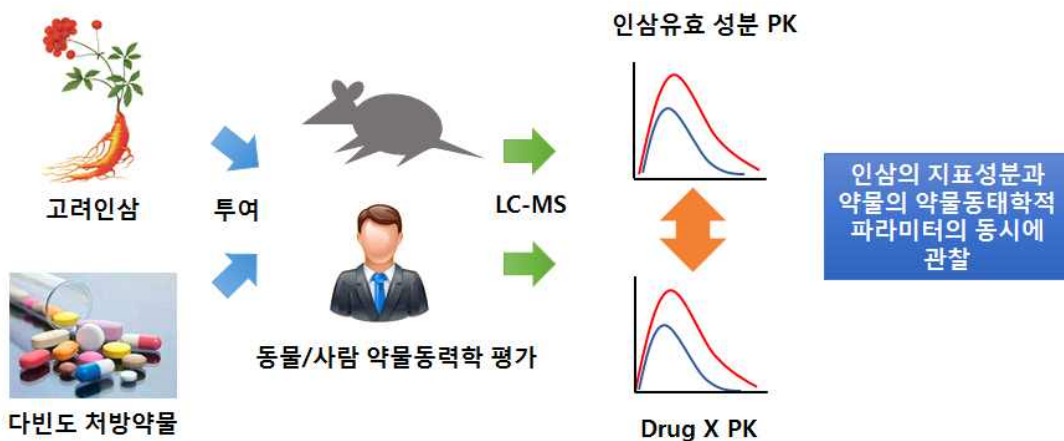 인삼유효 성분 PK
고려인삼
투여
LC-MS
인삼의 지표성분과
약물의 약물동태학적
파라미터의 동시에
관찰
동물/사람 약물동력학 평가
다빈도 처방약물
Drug X PK